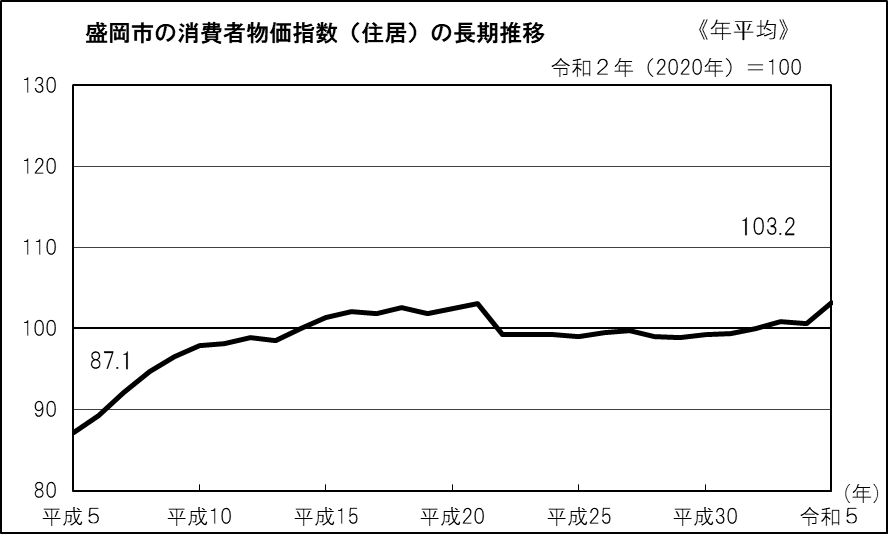 盛岡市の消費者物価指数（住居）の長期推移
《年平均》
令和２年（2020年）＝100
130
120
110
100
90
80
103.2
87.1
平成５
平成10
平成15
平成20
平成25
平成30
令和５
（年）